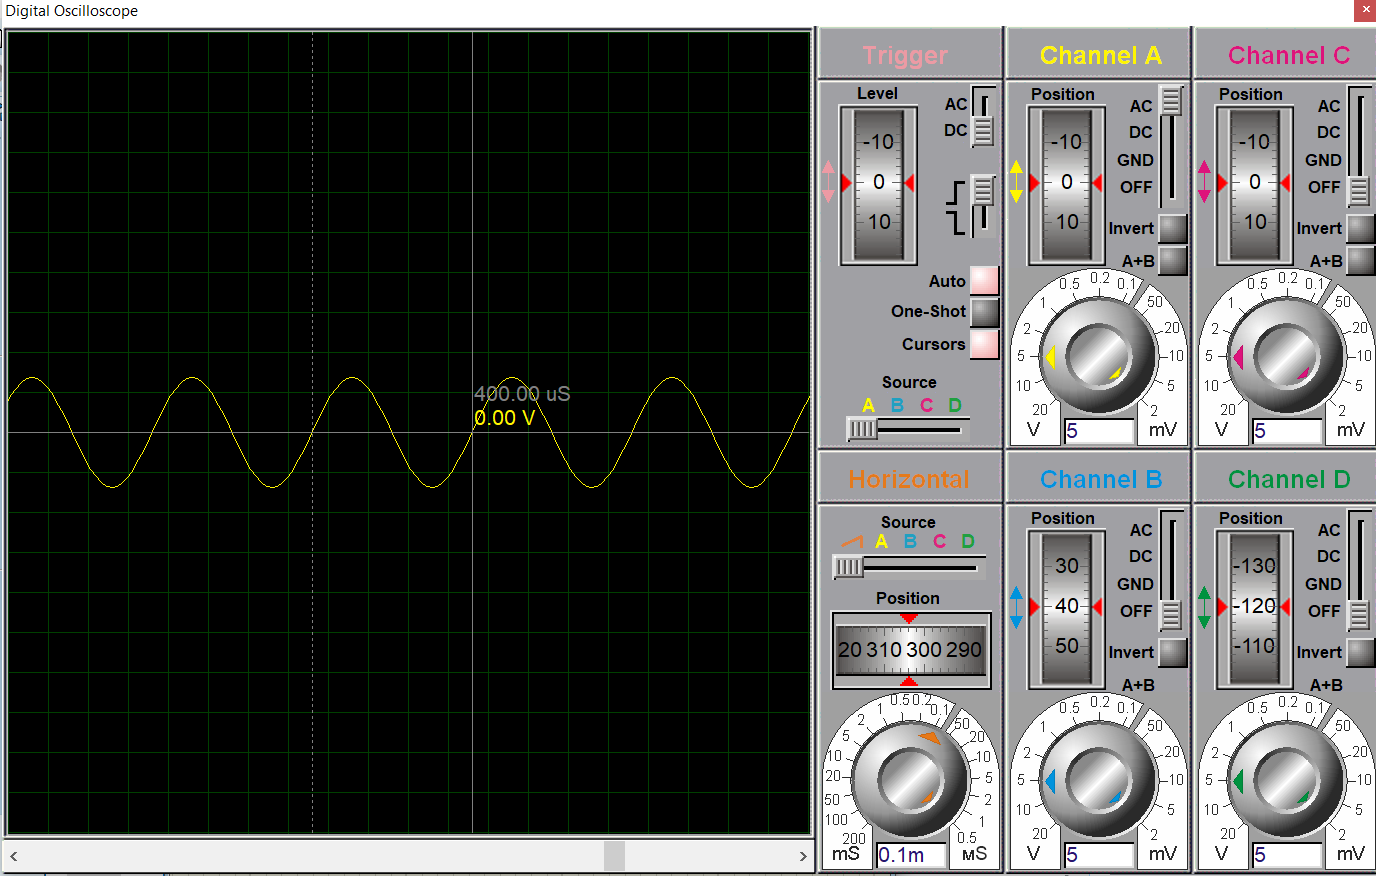 Digital Oscilloscope
400.00 uS
0.00 V
Trigger
Level
AC
DC
-10
0
10
Auto
One-Shot
Cursors
Source
A B C D
Channel A
Position
AC
DC
GND
OFF
-10
0
10
Invert
A+B
20 10 5 2 1 0.5 0.2 0.1 50 20 10 5 2
V
5
mV
Channel C
Position
AC
DC
GND
OFF
-10
0
10
Invert
A+B
20 10 5 2 1 0.5 0.2 0.1 50 20 10 5 2
V
5
mV
Horizontal
Source
A B C D
Position
20 310 300 290
200 100 50 20 10 5 2 1 0.5 0.2 0.1 50 20 10 5 2 1 0.5
mS
0.1m
мS
Channel B
Position
AC
DC
GND
OFF
30
40
50
Invert
A+B
20 10 5 2 1 0.5 0.2 0.1 50 20 10 5 2
V
5
mV
Channel D
Position
AC
DC
GND
OFF
-130
-120
-110
Invert
A+B
20 10 5 2 1 0.5 0.2 0.1 50 20 10 5 2
V
5
mV